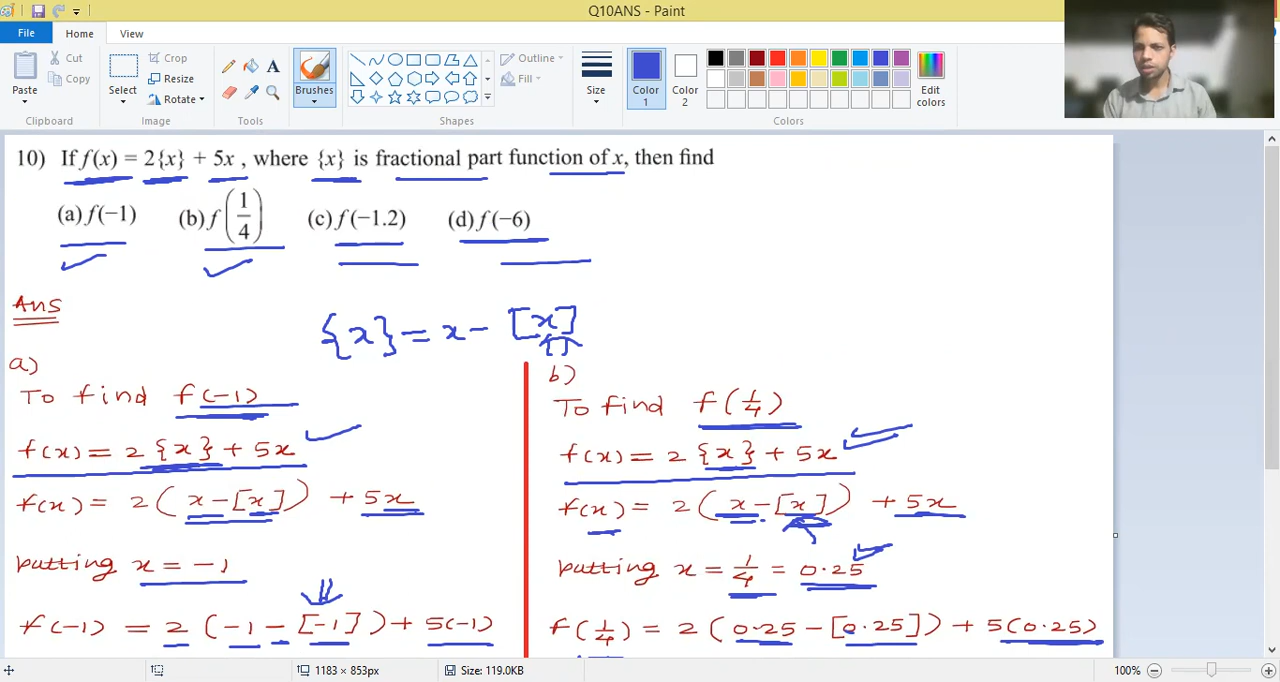 Q10ANS - Paint
File Home View
Paste Cut Copy Clipboard
Select Crop Resize Rotate Image
Tools
Brushes
Outline Fill Shapes
Size
Color 1 Color 2 Edit colors Colors
10) If f(x) = 2{x} + 5x , where {x} is fractional part function of x, then find
(a) f(−1) (b) f(1/4) (c) f(−1.2) (d) f(−6)
Ans
{x} = x − [x]
a)
To find f(−1)
f(x) = 2 {x} + 5x
f(x) = 2 ( x − [x] ) + 5x
putting x = −1
f(−1) = 2 ( −1 − [−1] ) + 5(−1)
b)
To find f(1/4)
f(x) = 2 {x} + 5x
f(x) = 2 ( x − [x] ) + 5x
putting x = 1/4 = 0.25
f(1/4) = 2 ( 0.25 − [0.25] ) + 5(0.25)
1183 × 853px Size: 119.0KB 100%